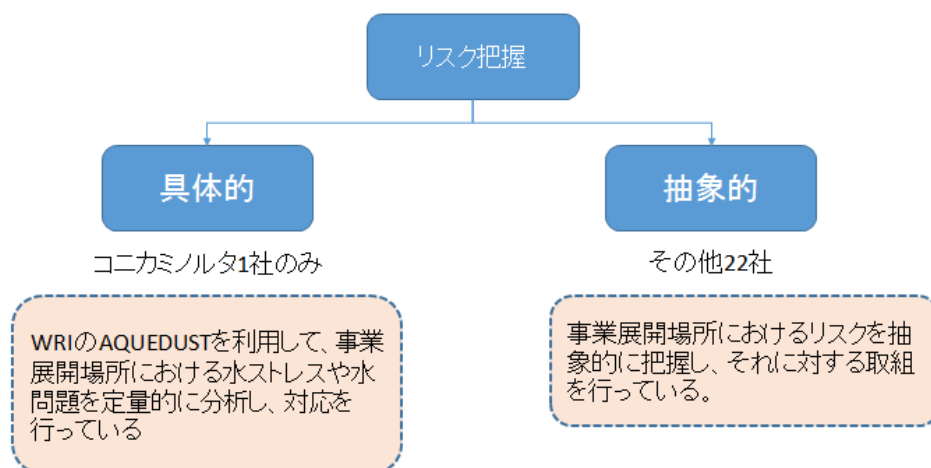 リスク把握
具体的
抽象的
コニカミノルタ1社のみ
その他22社
WRIのAQUEDUSTを利用して、事業
展開場所における水ストレスや水
問題を定量的に分析し、対応を
行っている
事業展開場所におけるリスクを抽
象的に把握し、それに対する取組
を行っている。